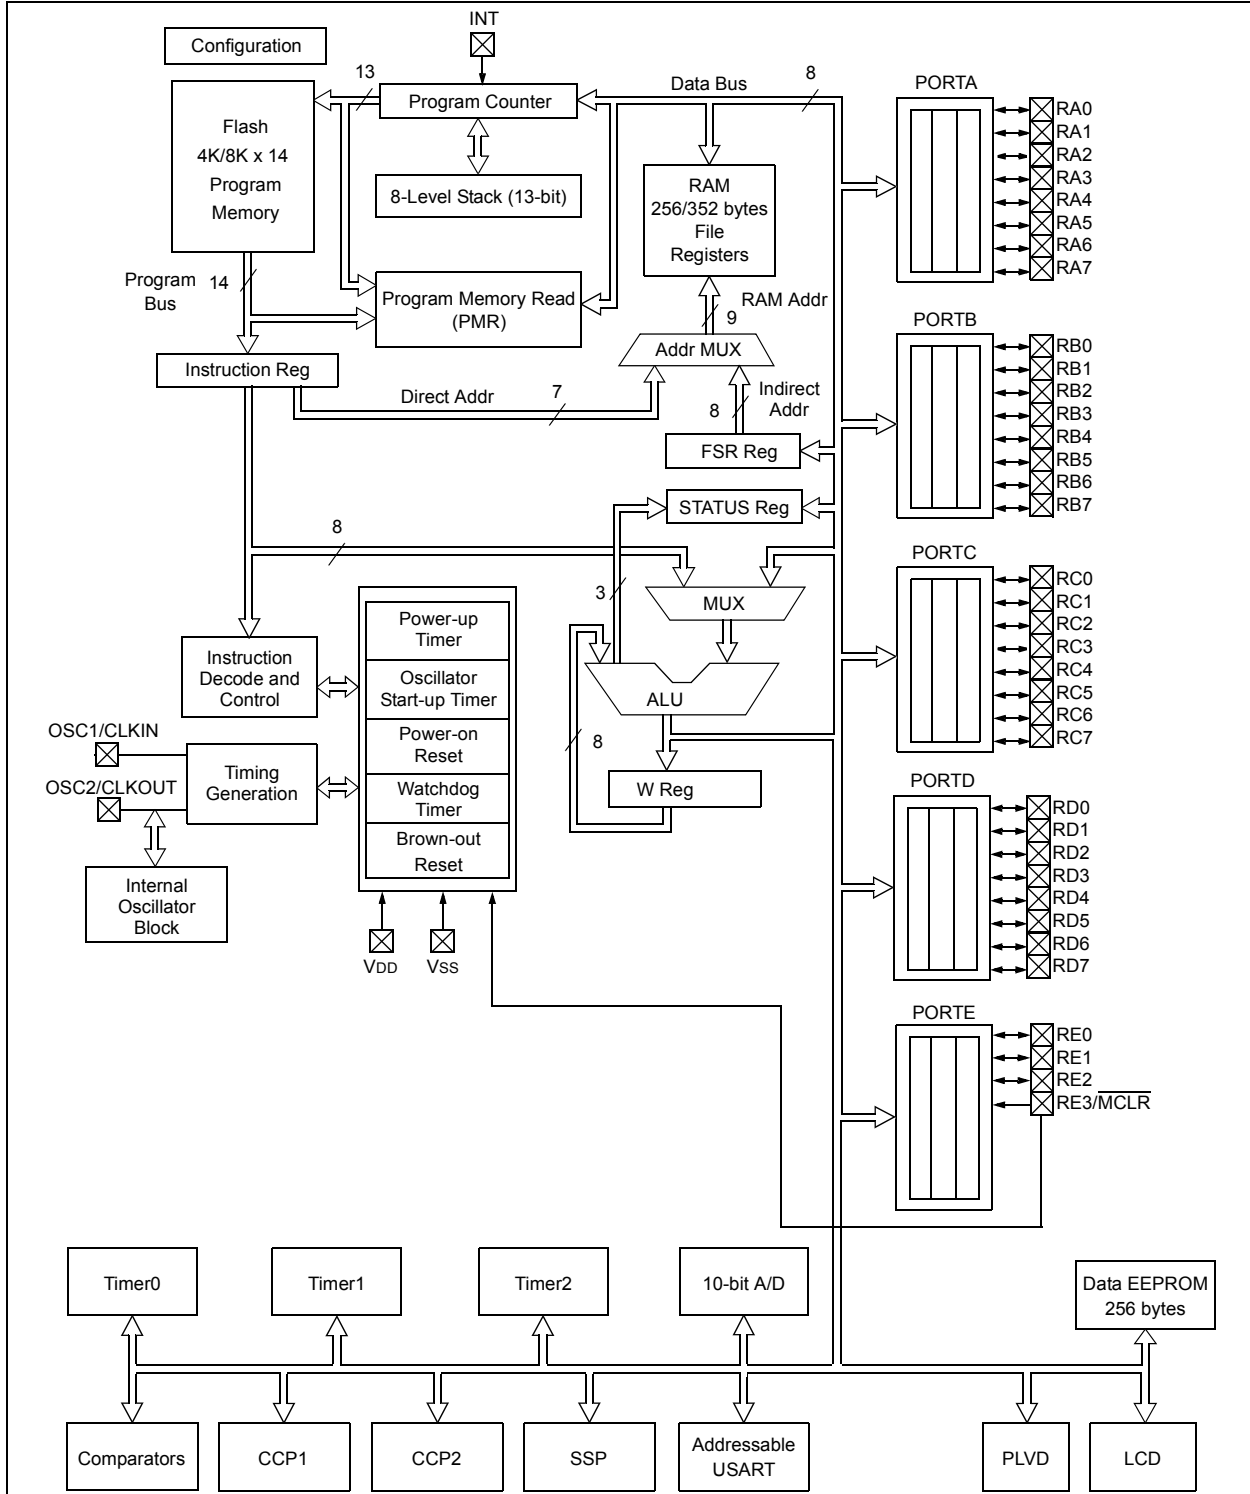 INT
Configuration
13
Data Bus
8
PORTA
Program Counter
Flash
4K/8K x 14
Program
Memory
8-Level Stack (13-bit)
RAM
256/352 bytes
File
Registers
RA0
RA1
RA2
RA3
RA4
RA5
RA6
RA7
Program
Bus
14
Program Memory Read
(PMR)
RAM Addr
9
Addr MUX
PORTB
RB0
RB1
RB2
RB3
RB4
RB5
RB6
RB7
Instruction Reg
Direct Addr
7
Indirect
Addr
8
FSR Reg
STATUS Reg
8
3
MUX
PORTC
RC0
RC1
RC2
RC3
RC4
RC5
RC6
RC7
Instruction
Decode and
Control
Power-up
Timer
Oscillator
Start-up Timer
Power-on
Reset
Watchdog
Timer
Brown-out
Reset
ALU
8
W Reg
OSC1/CLKIN
OSC2/CLKOUT
Timing
Generation
Internal
Oscillator
Block
VDD
VSS
PORTD
RD0
RD1
RD2
RD3
RD4
RD5
RD6
RD7
PORTE
RE0
RE1
RE2
RE3/MCLR
Timer0
Timer1
Timer2
10-bit A/D
Data EEPROM
256 bytes
Comparators
CCP1
CCP2
SSP
Addressable
USART
PLVD
LCD